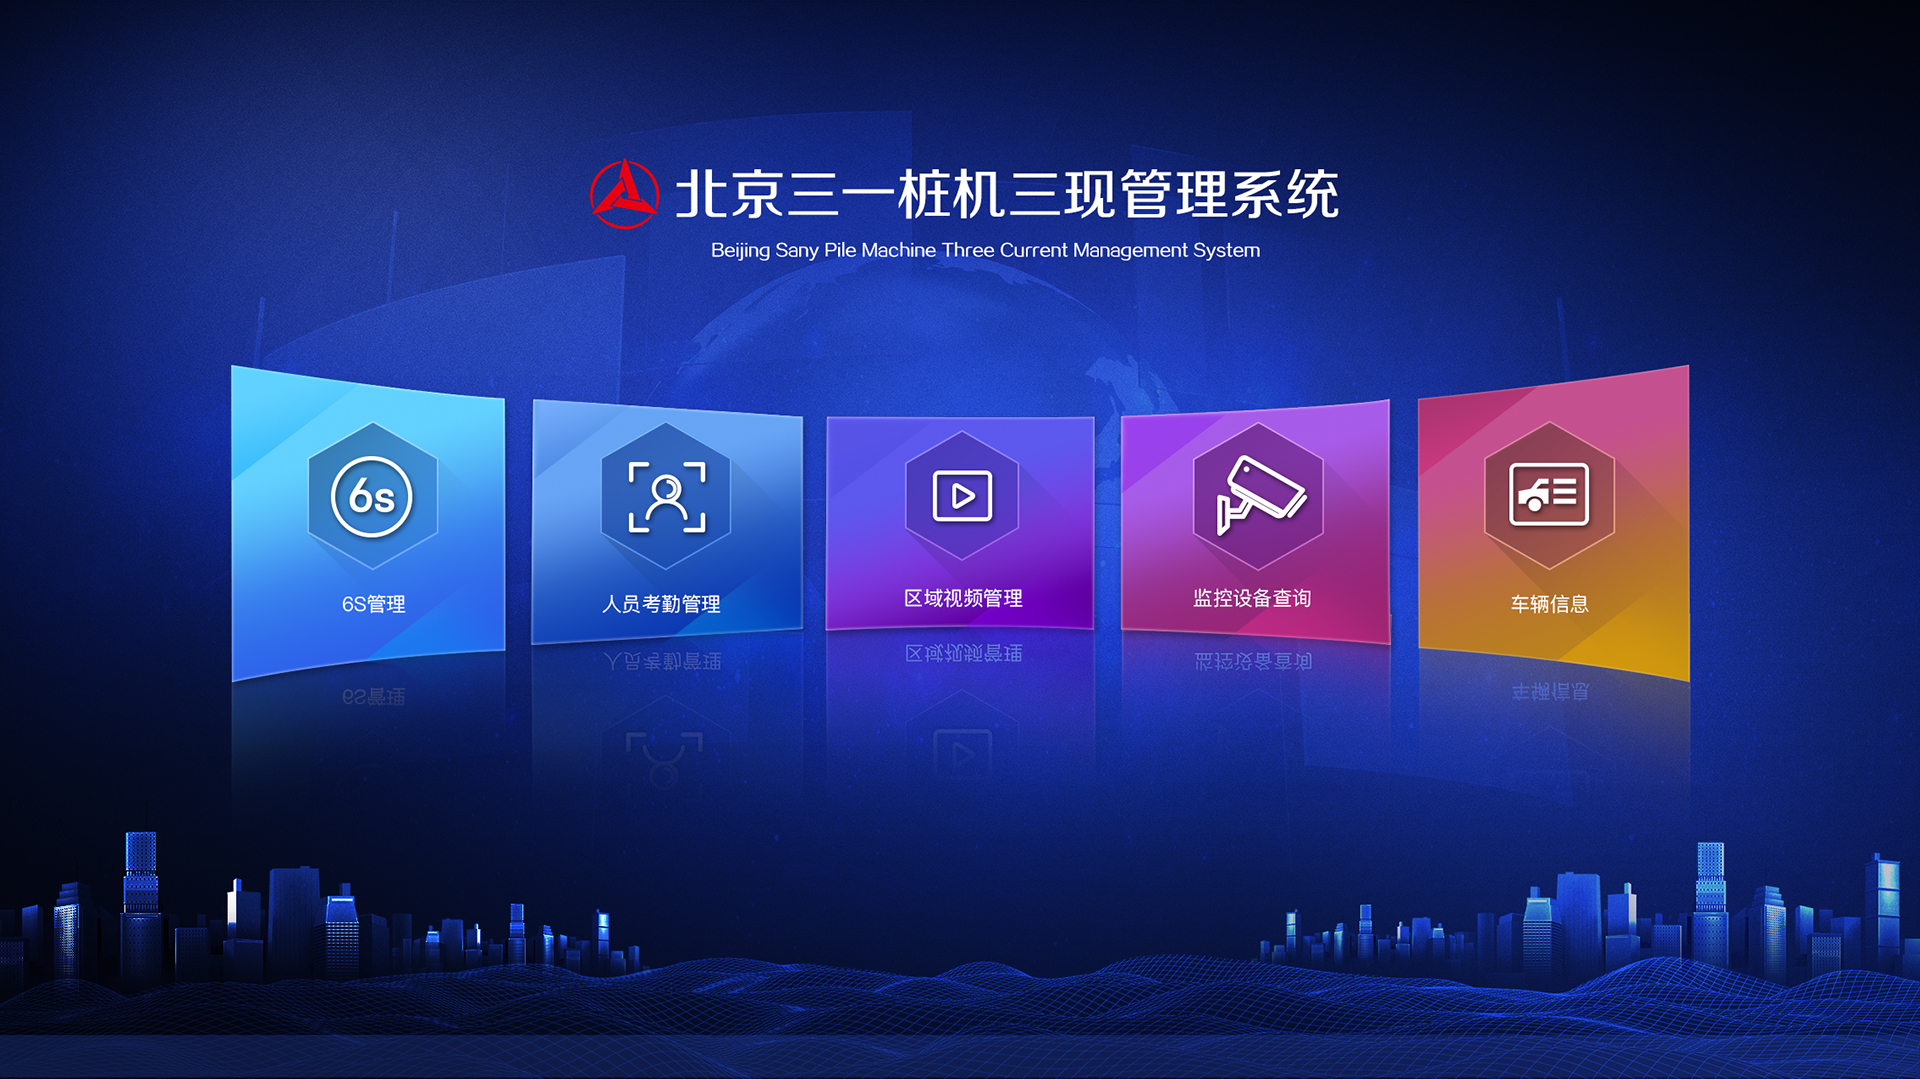 北京三一桩机三现管理系统
Beijing Sany Pile Machine Three Current Management System
6s
6S管理
人员考勤管理
区域视频管理
监控设备查询
车辆信息